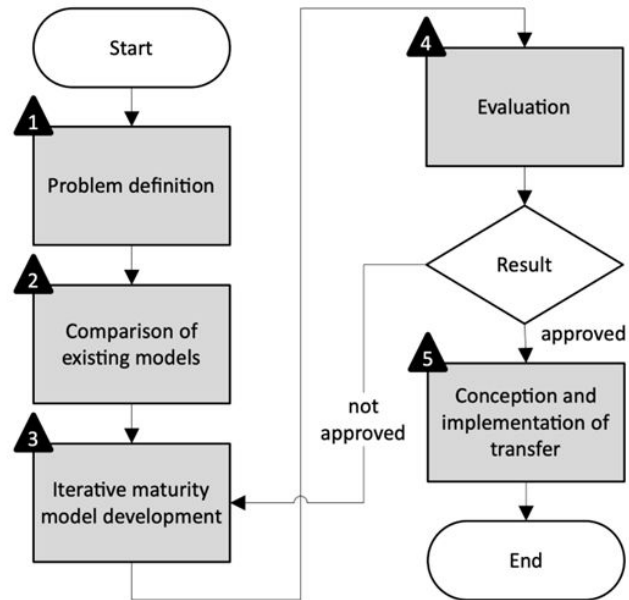 Start
1
Problem definition
2
Comparison of
existing models
3
Iterative maturity
model development
4
Evaluation
Result
approved
not
approved
5
Conception and
implementation of
transfer
End